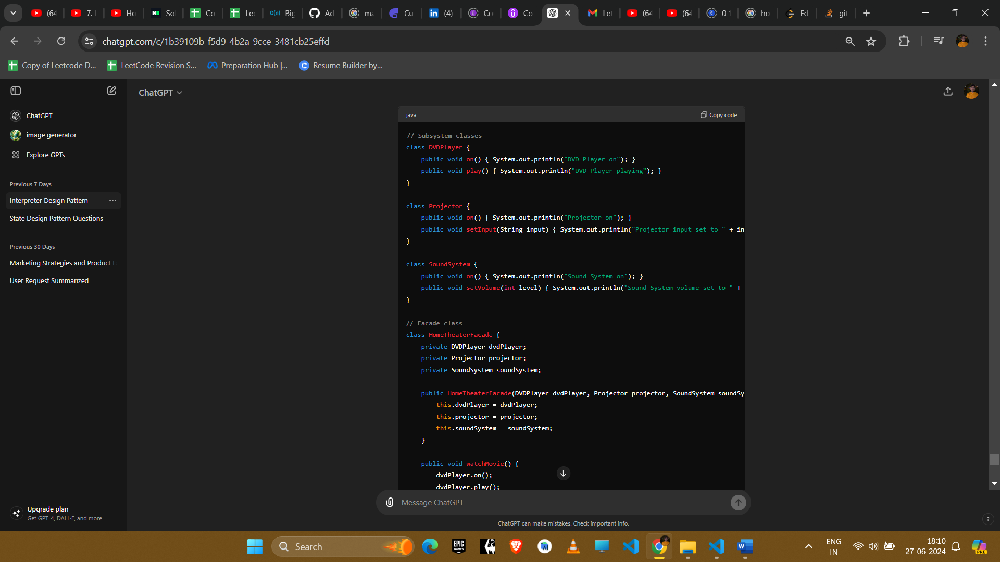 (64
7.
Ho
So
Co
Lee
O(n) Big
Ad
ma
Cu
(4)
Co
Co
Let
(64
(64
0 1
ho
Ed
git
chatgpt.com/c/1b39109b-f5d9-4b2a-9cce-3481cb25effd
Copy of Leetcode D...
LeetCode Revision S...
Preparation Hub |...
Resume Builder by...
ChatGPT
ChatGPT
image generator
Explore GPTs
Previous 7 Days
Interpreter Design Pattern
State Design Pattern Questions
Previous 30 Days
Marketing Strategies and Product L
User Request Summarized
Upgrade plan
Get GPT-4, DALL·E, and more
java
Copy code
// Subsystem classes
class DVDPlayer {
    public void on() { System.out.println("DVD Player on"); }
    public void play() { System.out.println("DVD Player playing"); }
}
class Projector {
    public void on() { System.out.println("Projector on"); }
    public void setInput(String input) { System.out.println("Projector input set to " + in
}
class SoundSystem {
    public void on() { System.out.println("Sound System on"); }
    public void setVolume(int level) { System.out.println("Sound System volume set to " +
}
// Facade class
class HomeTheaterFacade {
    private DVDPlayer dvdPlayer;
    private Projector projector;
    private SoundSystem soundSystem;
    public HomeTheaterFacade(DVDPlayer dvdPlayer, Projector projector, SoundSystem soundSy
        this.dvdPlayer = dvdPlayer;
        this.projector = projector;
        this.soundSystem = soundSystem;
    }
    public void watchMovie() {
        dvdPlayer.on();
        dvdPlayer.play();
Message ChatGPT
ChatGPT can make mistakes. Check important info.
?
Search
EPIC GAMES
ENG
IN
18:10
27-06-2024
PRE